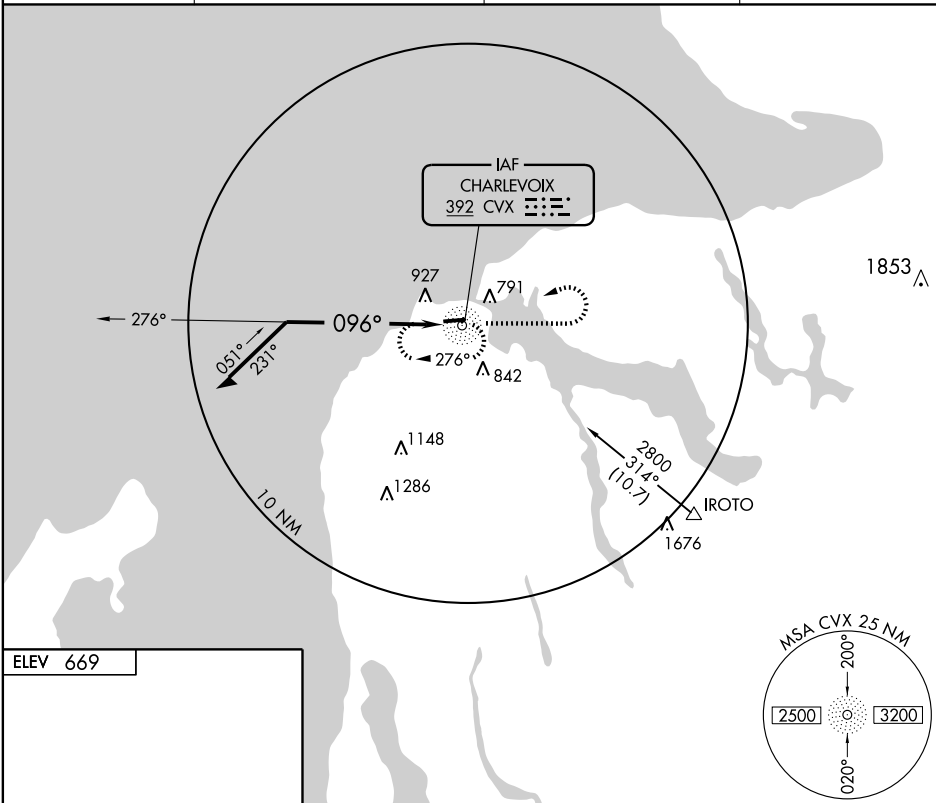 IAF
CHARLEVOIX
392 CVX
1853
927
791
276°
096°
051°
231°
276°
842
1148
1286
2800
314°
(10.7)
IROTO
1676
10 NM
ELEV 669
MSA CVX 25 NM
200°
2500
3200
020°